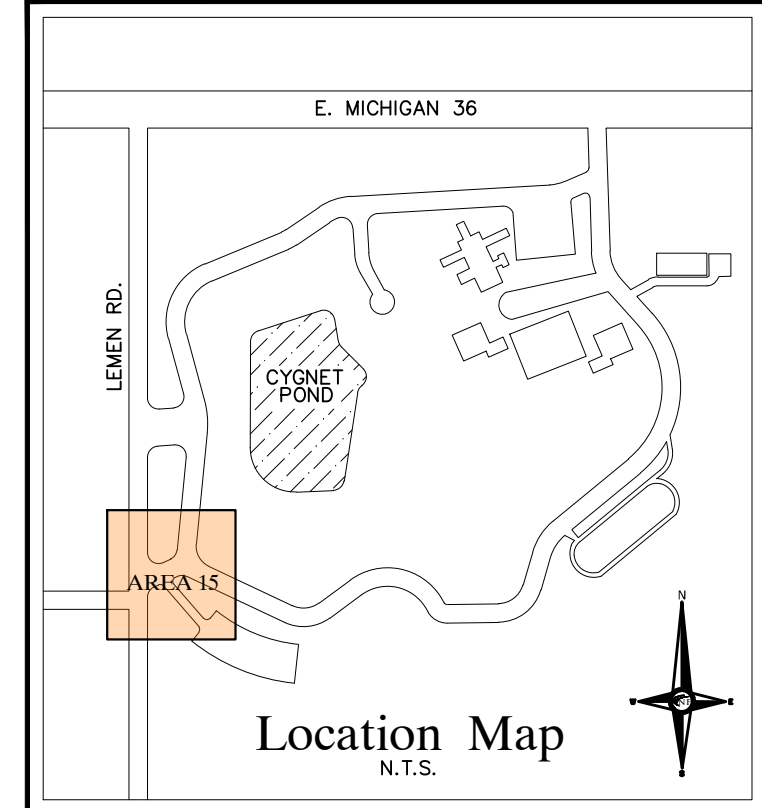 E. MICHIGAN 36
LEMEN RD.
CYGNET
POND
AREA 15
N
W
E
S
Location Map
N.T.S.